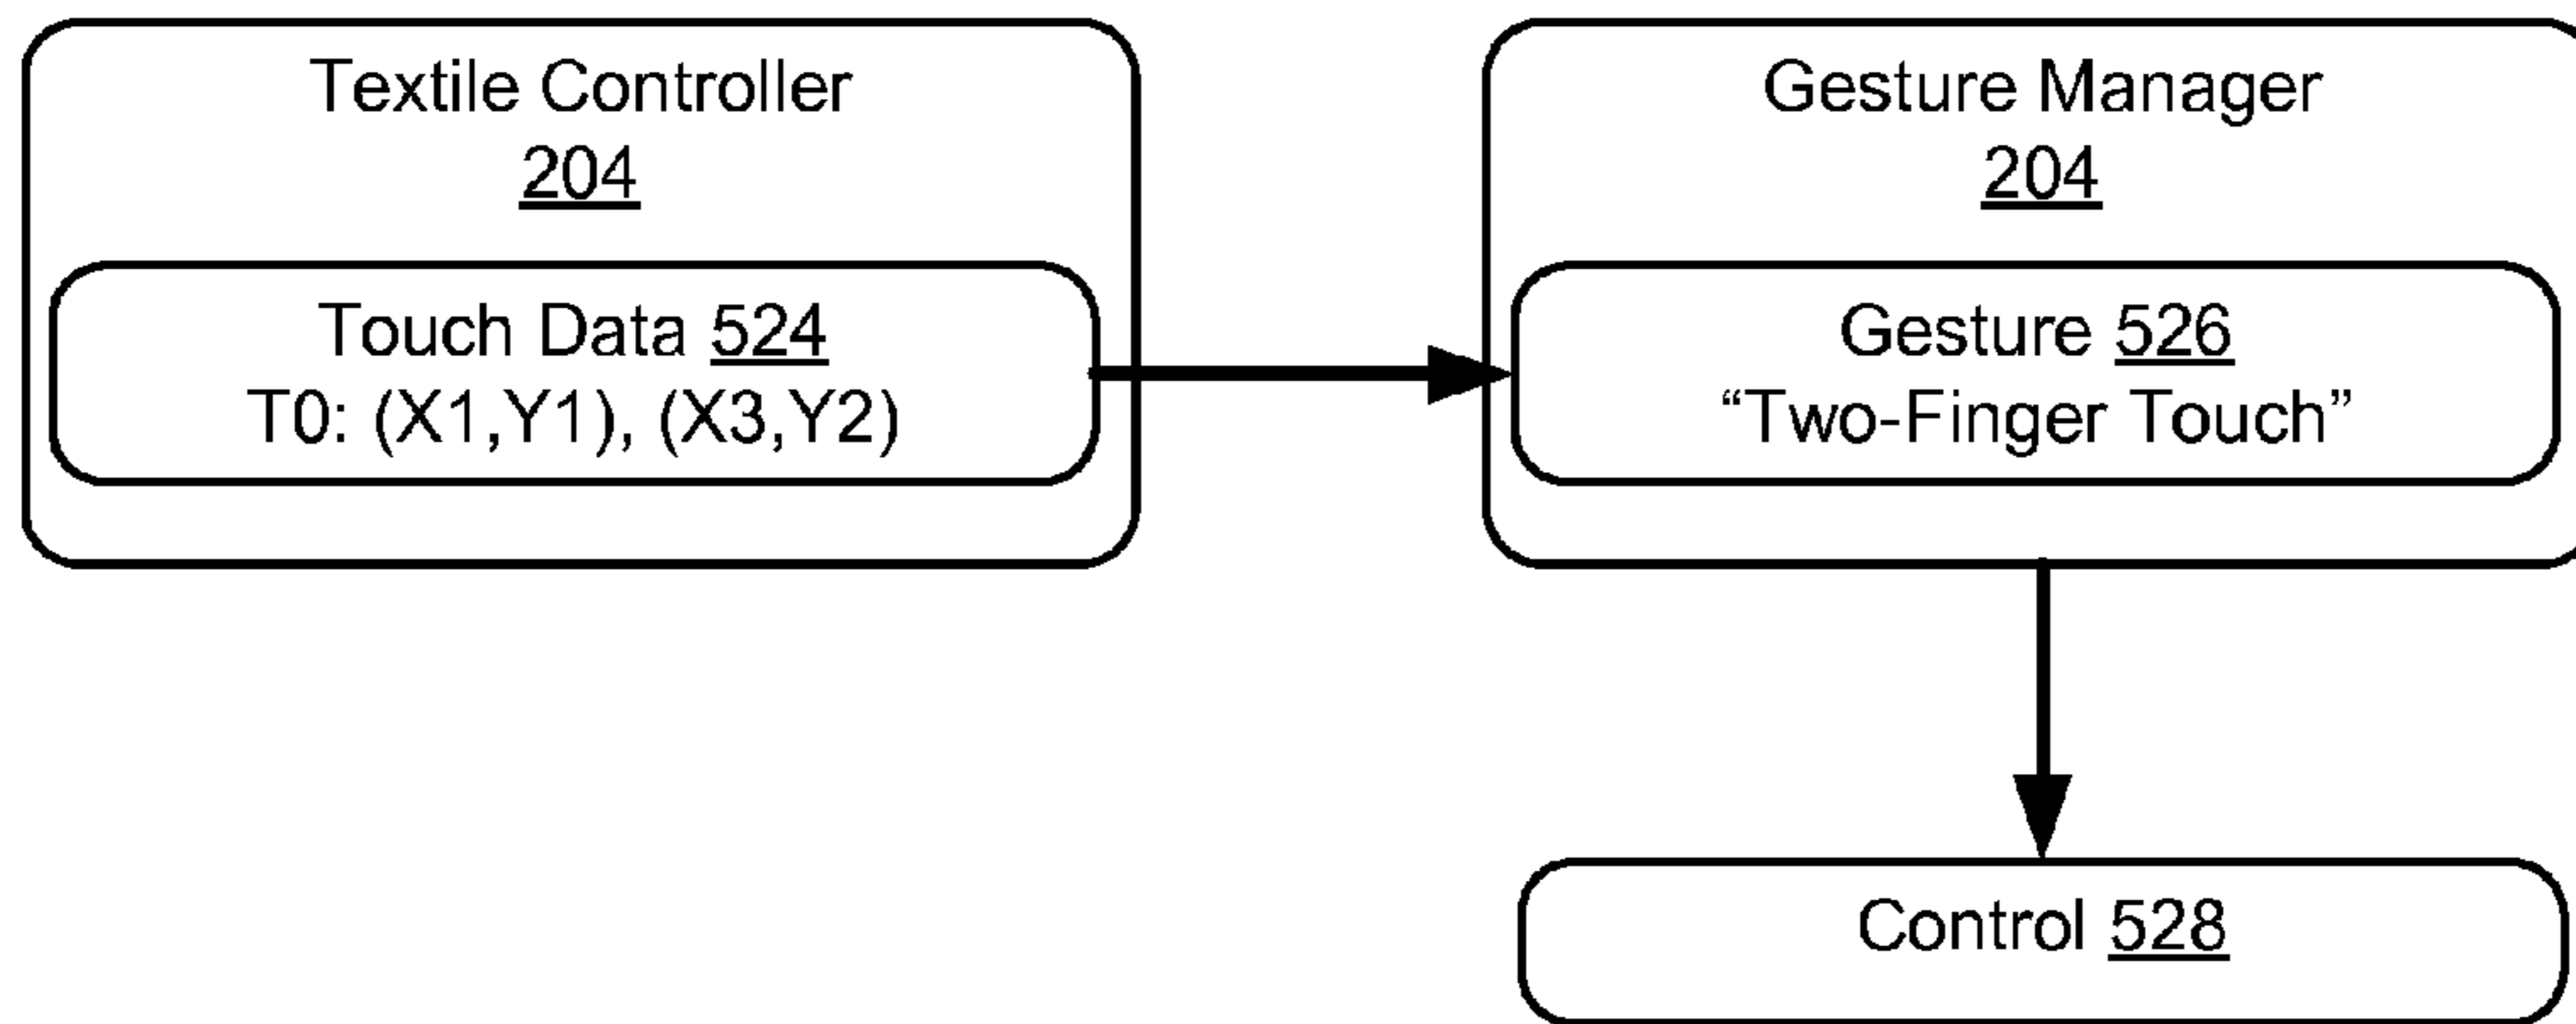 Textile Controller
204
Touch Data 524
T0: (X1,Y1), (X3,Y2)
Gesture Manager
204
Gesture 526
“Two-Finger Touch”
Control 528